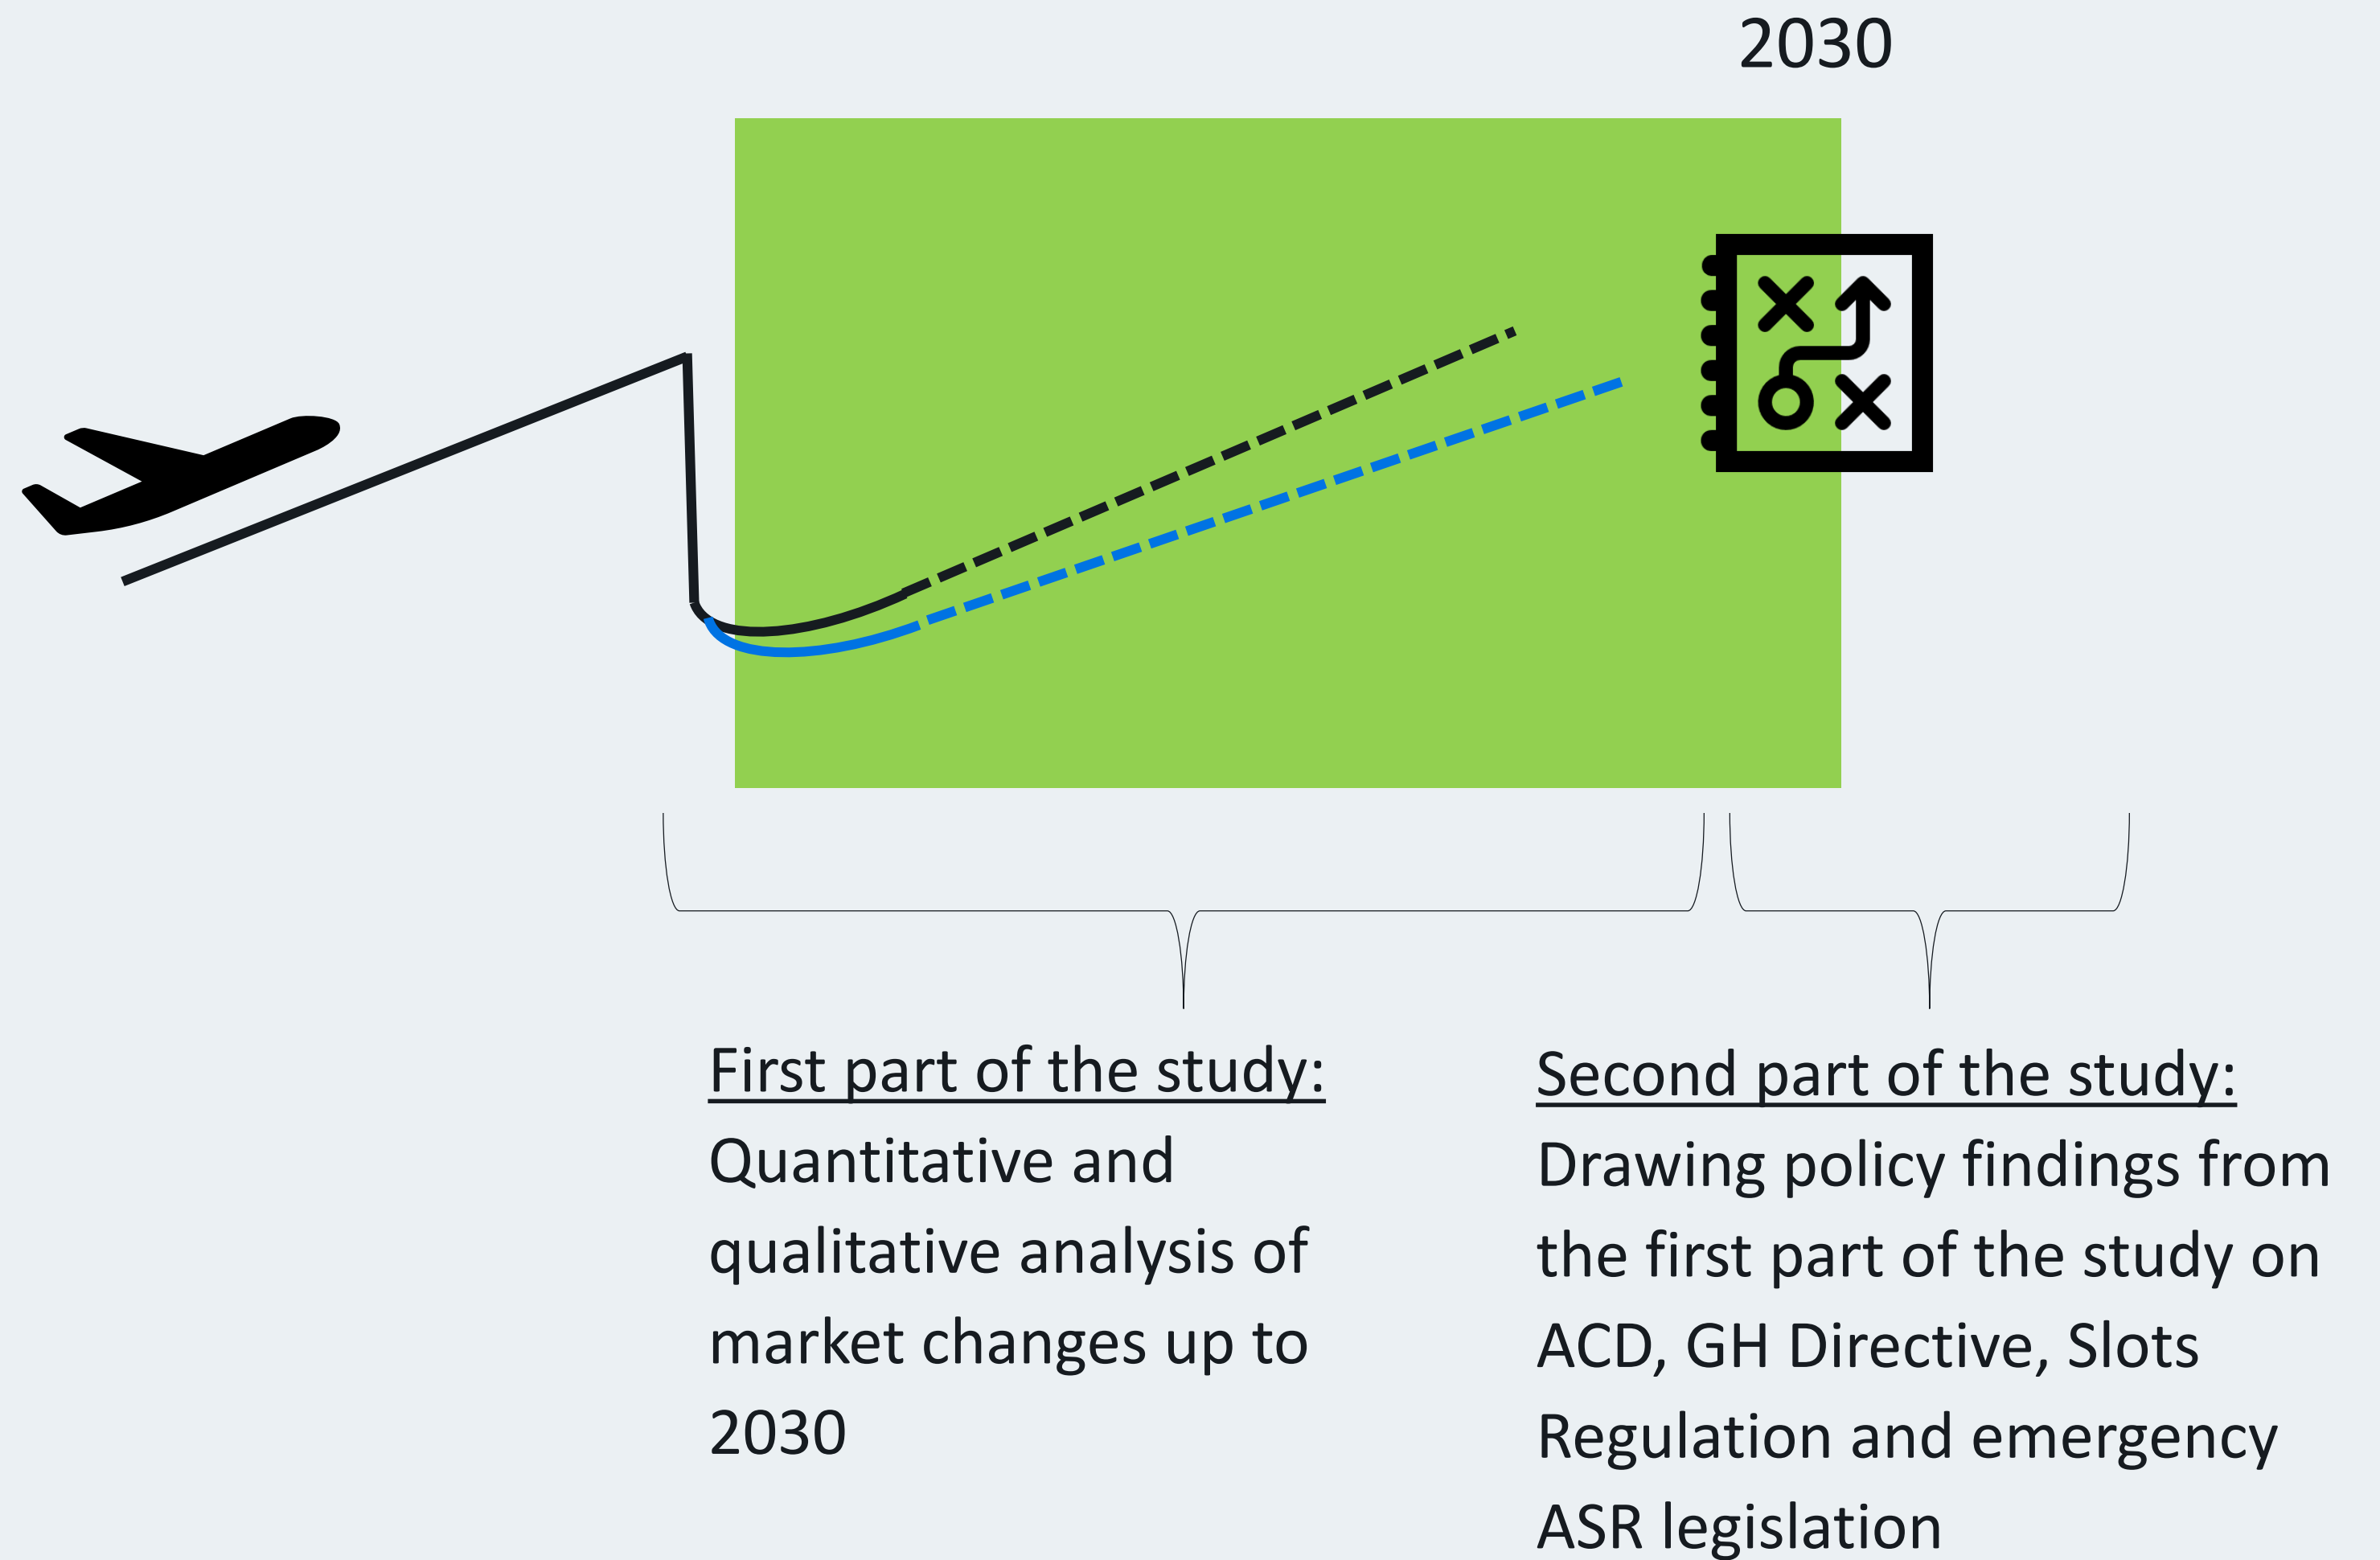 2030
First part of the study:
Quantitative and
qualitative analysis of
market changes up to
2030
Second part of the study:
Drawing policy findings from
the first part of the study on
ACD, GH Directive, Slots
Regulation and emergency
ASR legislation